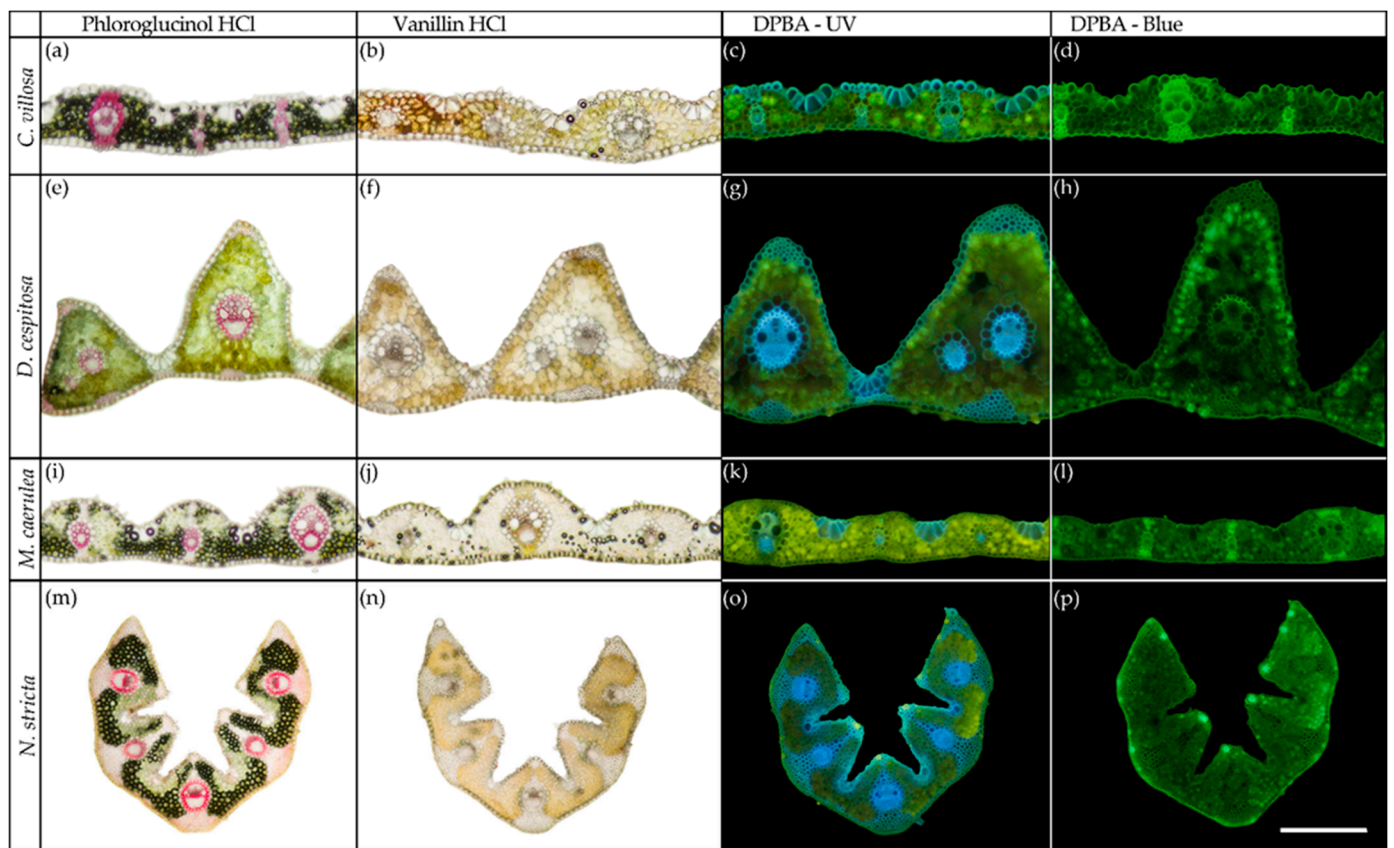 Phloroglucinol HCl Vanillin HCl DPBA - UV DPBA - Blue
C. villosa (a) (b) (c) (d)
D. cespitosa (e) (f) (g) (h)
M. caerulea (i) (j) (k) (l)
N. stricta (m) (n) (o) (p)